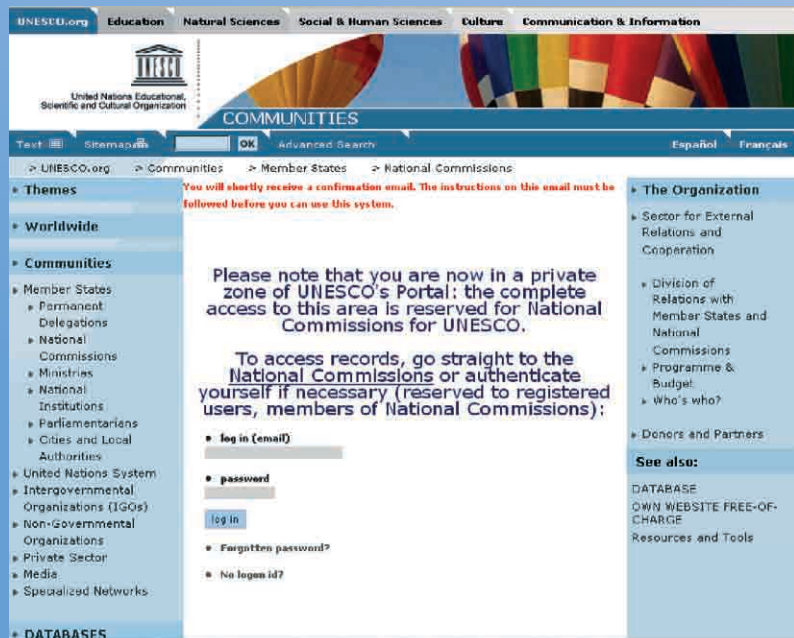 UNESCO.org Education Natural Sciences Social & Human Sciences Culture Communication & Information
United Nations Educational,
Scientific and Cultural Organization
COMMUNITIES
Text Sitemap OK Advanced Search Español Français
> UNESCO.org > Communities > Member States > National Commissions
Themes
Worldwide
Communities
Member States
Permanent
Delegations
National
Commissions
Ministries
National
Institutions
Parliamentarians
Cities and Local
Authorities
United Nations System
Intergovernmental
Organizations (IGOs)
Non-Governmental
Organizations
Private Sector
Media
Specialized Networks
DATABASES
You will shortly receive a confirmation email. The instructions on this email must be
followed before you can use this system.
Please note that you are now in a private
zone of UNESCO's Portal: the complete
access to this area is reserved for National
Commissions for UNESCO.
To access records, go straight to the
National Commissions or authenticate
yourself if necessary (reserved to registered
users, members of National Commissions):
log in (email)
password
log in
Forgotten password?
No logon id?
The Organization
Sector for External
Relations and
Cooperation
Division of
Relations with
Member States and
National
Commissions
Programme &
Budget
Who's who?
Donors and Partners
See also:
DATABASE
OWN WEBSITE FREE-OF-
CHARGE
Resources and Tools